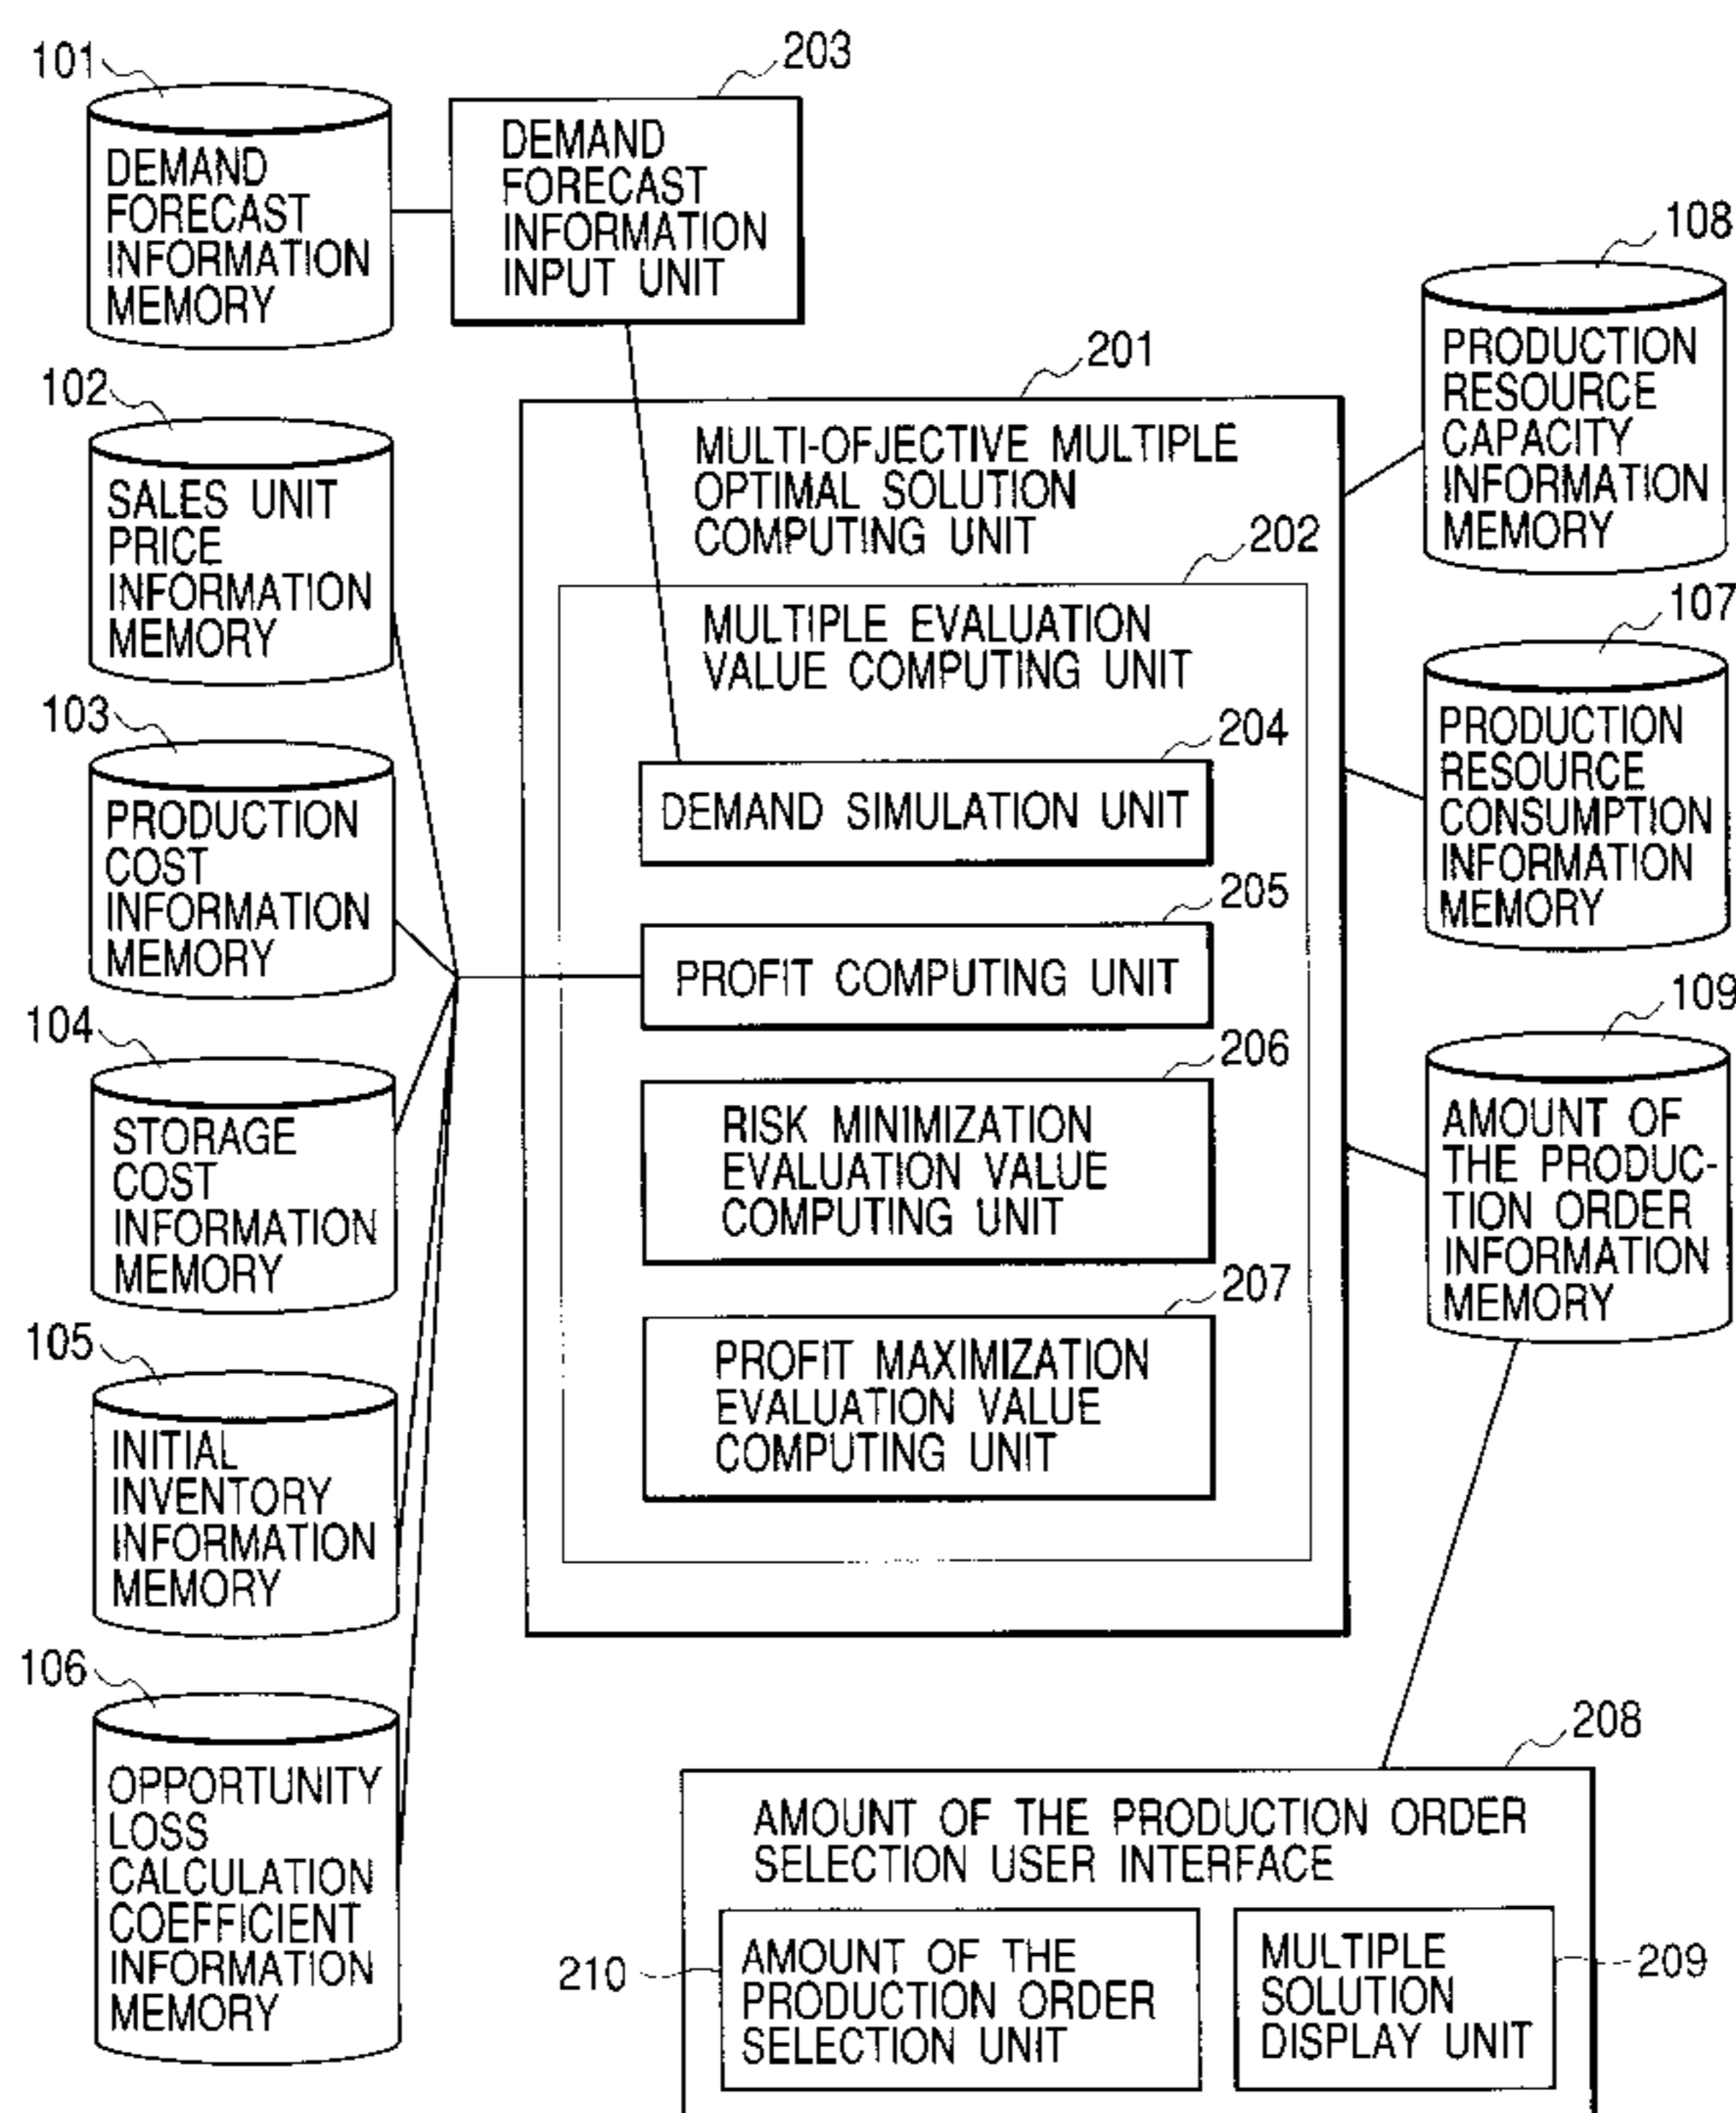 101
DEMAND
FORECAST
INFORMATION
MEMORY
203
DEMAND
FORECAST
INFORMATION
INPUT UNIT
102
SALES UNIT
PRICE
INFORMATION
MEMORY
103
PRODUCTION
COST
INFORMATION
MEMORY
104
STORAGE
COST
INFORMATION
MEMORY
105
INITIAL
INVENTORY
INFORMATION
MEMORY
106
OPPORTUNITY
LOSS
CALCULATION
COEFFICIENT
INFORMATION
MEMORY
201
MULTI-OFJECTIVE MULTIPLE
OPTIMAL SOLUTION
COMPUTING UNIT
202
MULTIPLE EVALUATION
VALUE COMPUTING UNIT
204
DEMAND SIMULATION UNIT
205
PROFIT COMPUTING UNIT
206
RISK MINIMIZATION
EVALUATION VALUE
COMPUTING UNIT
207
PROFIT MAXIMIZATION
EVALUATION VALUE
COMPUTING UNIT
108
PRODUCTION
RESOURCE
CAPACITY
INFORMATION
MEMORY
107
PRODUCTION
RESOURCE
CONSUMPTION
INFORMATION
MEMORY
109
AMOUNT OF
THE PRODUC-
TION ORDER
INFORMATION
MEMORY
208
AMOUNT OF THE PRODUCTION ORDER
SELECTION USER INTERFACE
210
AMOUNT OF THE
PRODUCTION ORDER
SELECTION UNIT
MULTIPLE
SOLUTION
DISPLAY UNIT
209